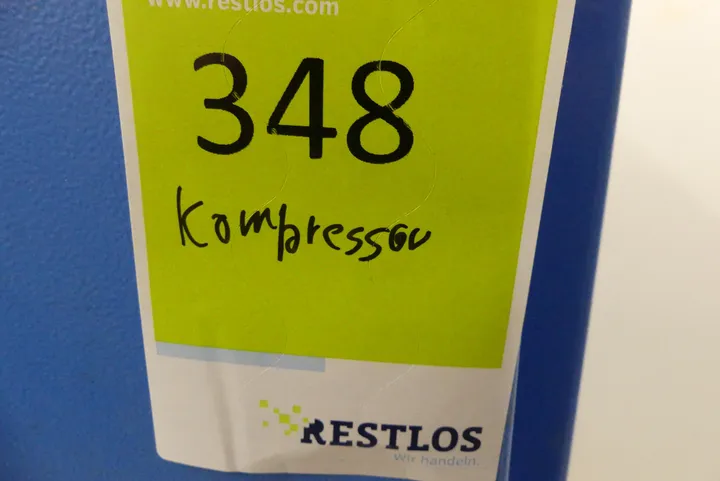 www.restlos.com
348
Kompressor
RESTLOS
Wir handeln.